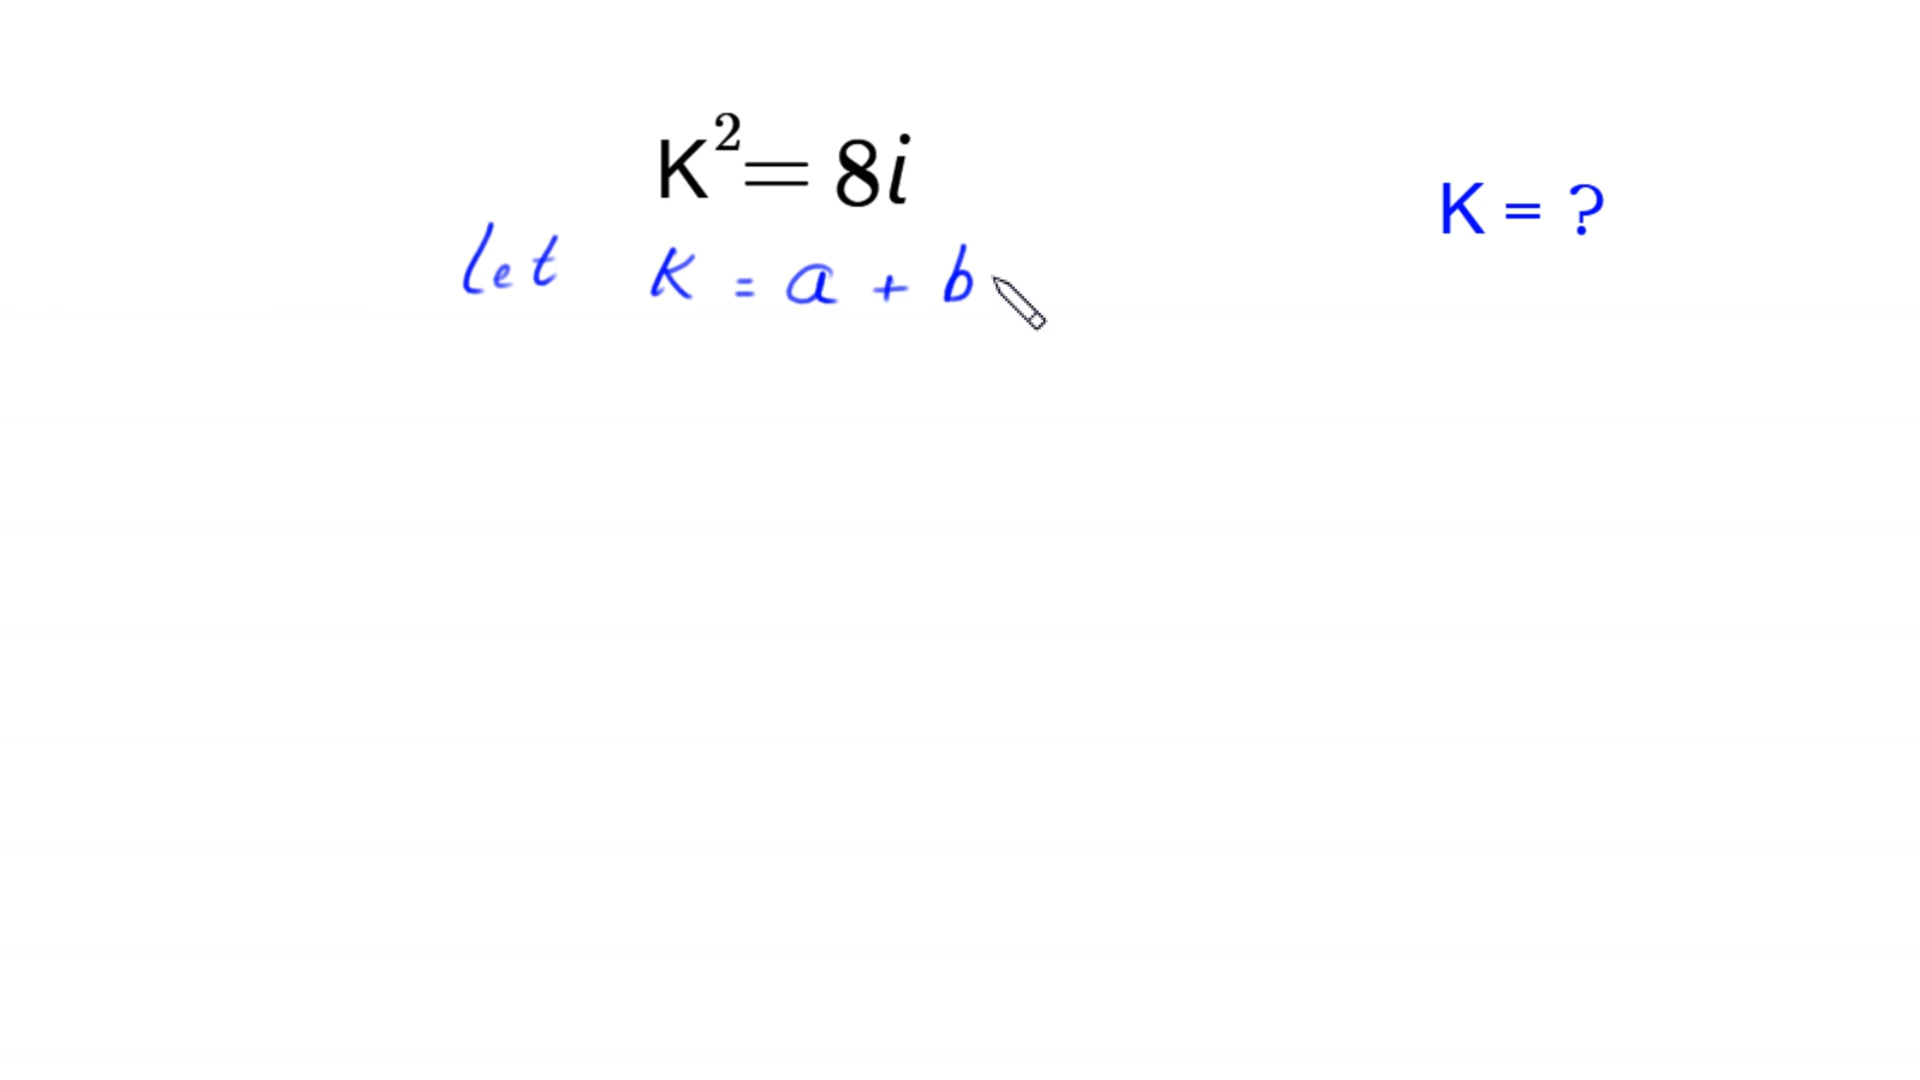 K²= 8i
K = ?
Let K = a + b